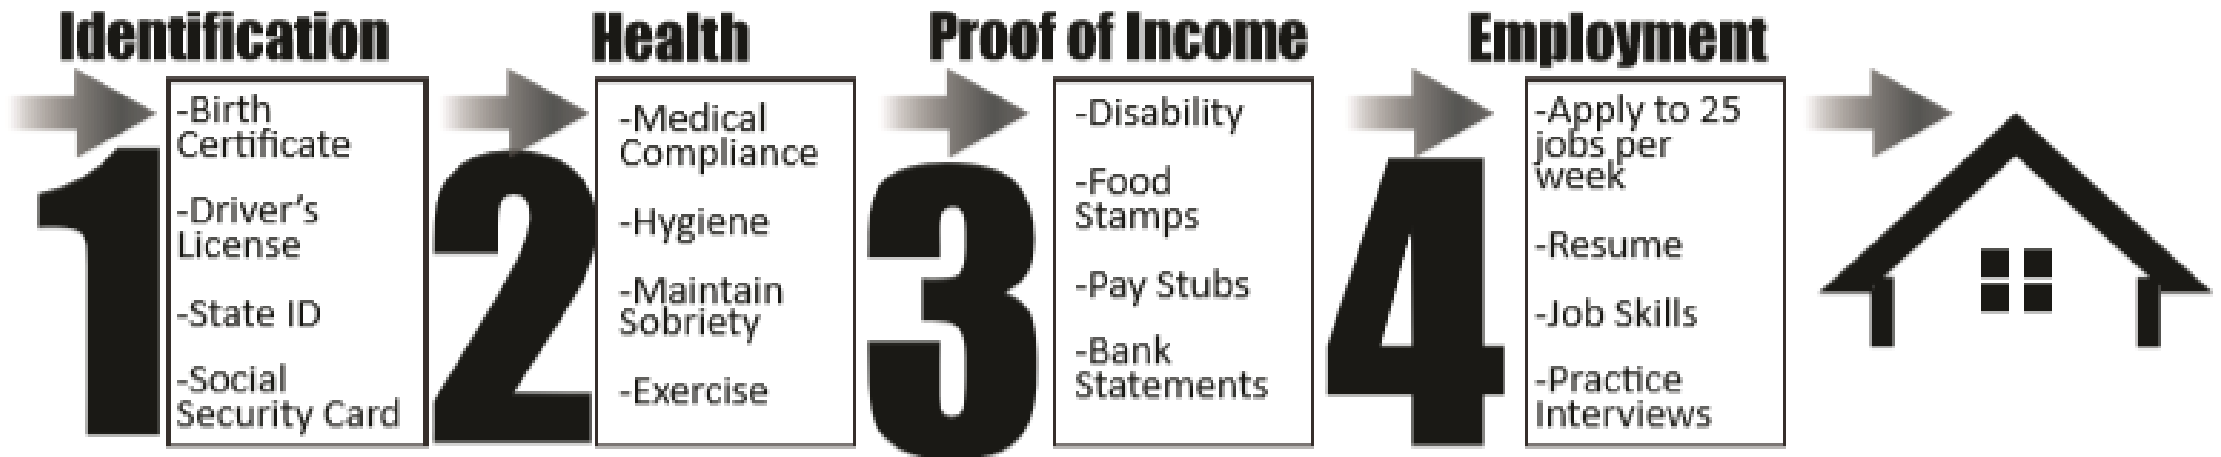 Identification
1
-Birth
Certificate
-Driver’s
License
-State ID
-Social
Security Card
Health
2
-Medical
Compliance
-Hygiene
-Maintain
Sobriety
-Exercise
Proof of Income
3
-Disability
-Food
Stamps
-Pay Stubs
-Bank
Statements
Employment
4
-Apply to 25
jobs per
week
-Resume
-Job Skills
-Practice
Interviews